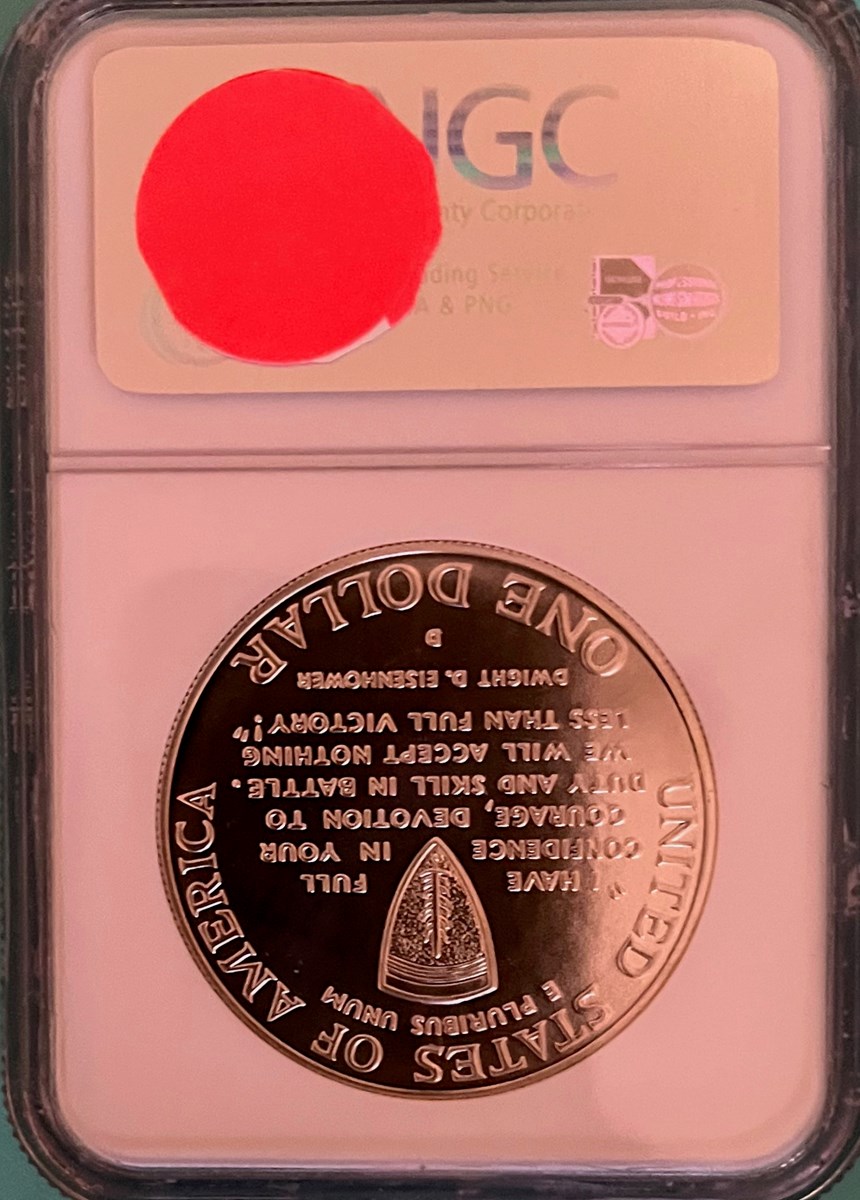 NGC
nty Corporat
ding Service
A & PNG
UNITED STATES OF AMERICA
E PLURIBUS UNUM
"I HAVE FULL
CONFIDENCE IN YOUR
COURAGE, DEVOTION TO
DUTY AND SKILL IN BATTLE.
WE WILL ACCEPT NOTHING
LESS THAN FULL VICTORY!"
DWIGHT D. EISENHOWER
D
ONE DOLLAR